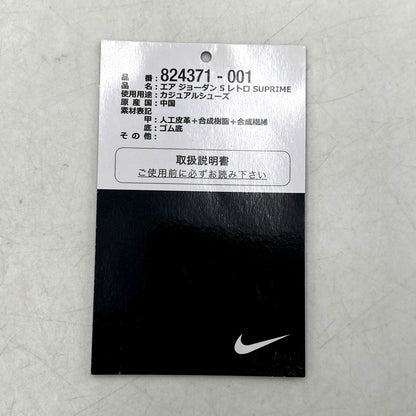 品番：824371 - 001
品名：エア ジョーダン 5 レトロ SUPRIME
使用用途：カジュアルシューズ
原産国：中国
素材表記
甲：人工皮革＋合成樹脂＋合成繊維
底：ゴム底
その他：
取扱説明書
ご使用前に必ずお読み下さい